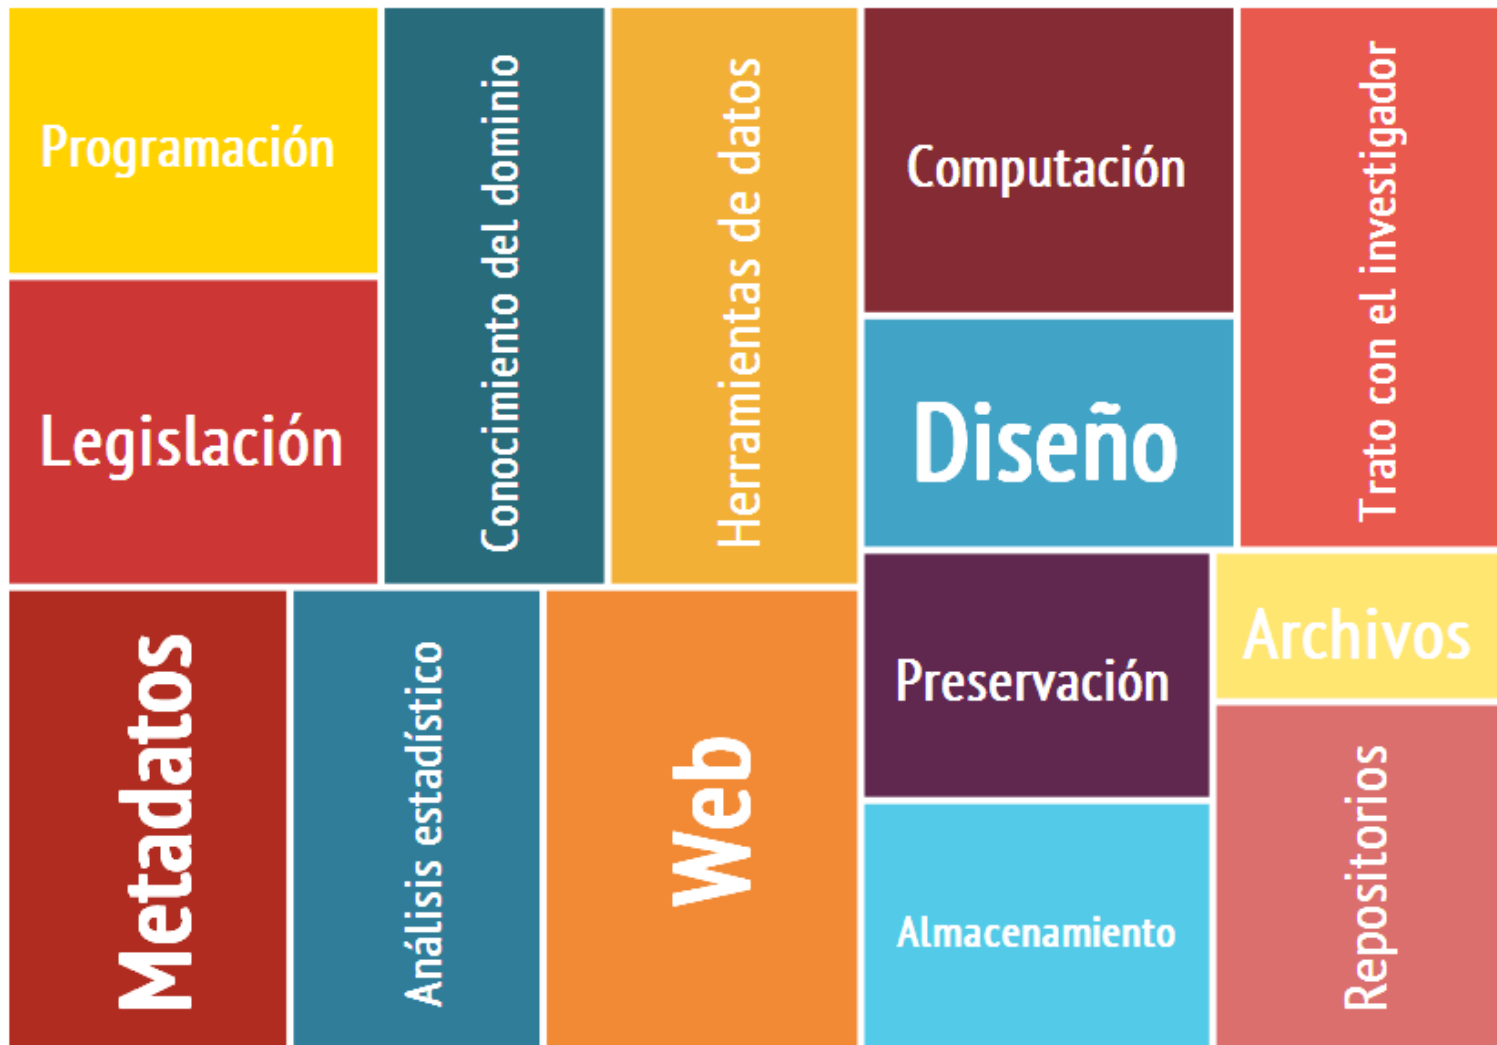 Programación
Conocimiento del dominio
Herramientas de datos
Computación
Trato con el investigador
Legislación
Diseño
Metadatos
Análisis estadístico
Web
Preservación
Archivos
Almacenamiento
Repositorios